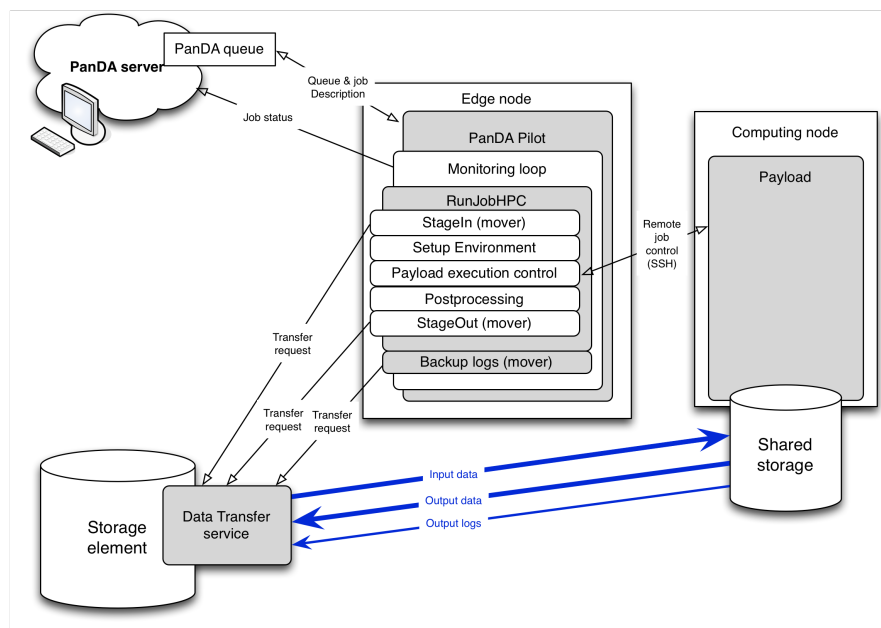 PanDA queue
PanDA server
Queue & job
Description
Job status
Edge node
PanDA Pilot
Monitoring loop
RunJobHPC
StageIn (mover)
Setup Environment
Payload execution control
Postprocessing
StageOut (mover)
Backup logs (mover)
Computing node
Payload
Remote
job
control
(SSH)
Transfer
request
Transfer
request
Transfer
request
Shared
storage
Input data
Output data
Output logs
Storage
element
Data Transfer
service